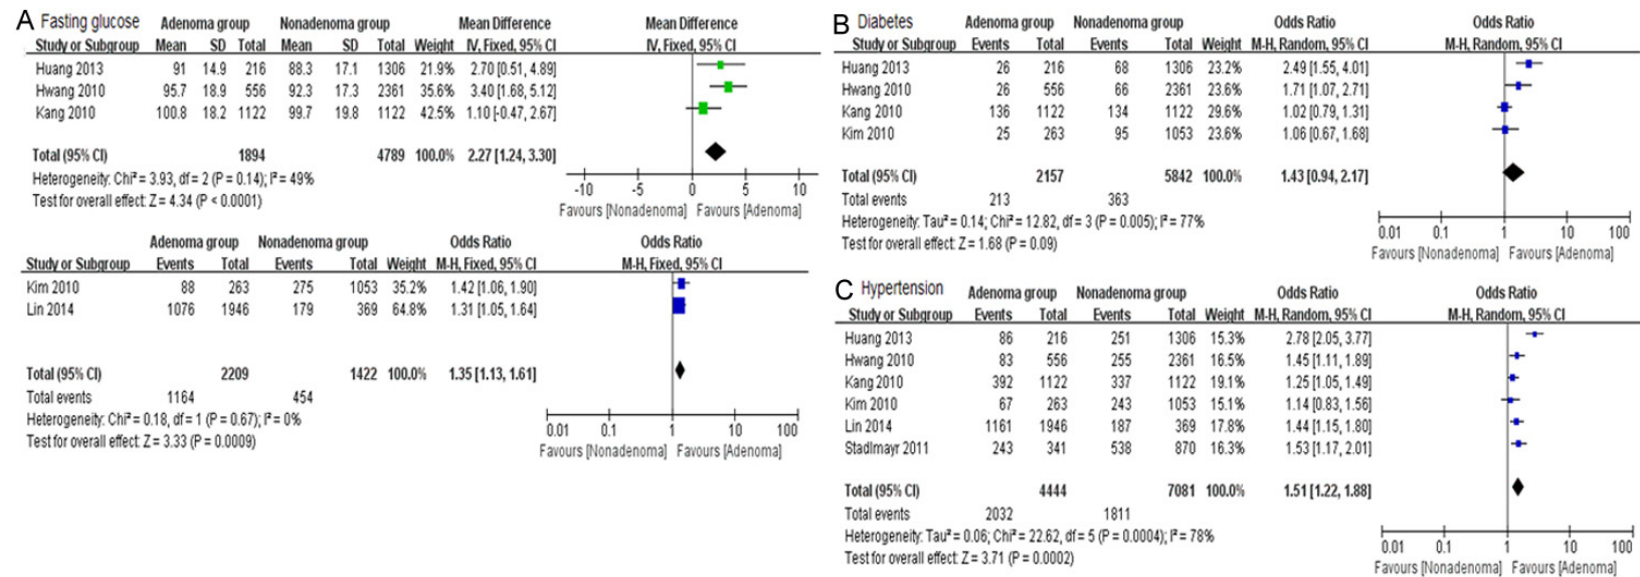 A Fasting glucose
Adenoma group Nonadenoma group Mean Difference Mean Difference
Study or Subgroup Mean SD Total Mean SD Total Weight IV, Fixed, 95% CI IV, Fixed, 95% CI
Huang 2013 91 14.9 216 88.3 17.1 1306 21.9% 2.70 [0.51, 4.89]
Hwang 2010 95.7 18.9 556 92.3 17.3 2361 35.6% 3.40 [1.68, 5.12]
Kang 2010 100.8 18.2 1122 99.7 19.8 1122 42.5% 1.10 [-0.47, 2.67]
Total (95% CI) 1894 4789 100.0% 2.27 [1.24, 3.30]
Heterogeneity: Chi² = 3.93, df = 2 (P = 0.14); I² = 49%
Test for overall effect: Z = 4.34 (P < 0.0001)
-10 -5 0 5 10
Favours [Nonadenoma] Favours [Adenoma]
Adenoma group Nonadenoma group Odds Ratio Odds Ratio
Study or Subgroup Events Total Events Total Weight M-H, Fixed, 95% CI M-H, Fixed, 95% CI
Kim 2010 88 263 275 1053 35.2% 1.42 [1.06, 1.90]
Lin 2014 1076 1946 179 369 64.8% 1.31 [1.05, 1.64]
Total (95% CI) 2209 1422 100.0% 1.35 [1.13, 1.61]
Total events 1164 454
Heterogeneity: Chi² = 0.18, df = 1 (P = 0.67); I² = 0%
Test for overall effect: Z = 3.33 (P = 0.0009)
0.01 0.1 1 10 100
Favours [Nonadenoma] Favours [Adenoma]
B Diabetes
Adenoma group Nonadenoma group Odds Ratio Odds Ratio
Study or Subgroup Events Total Events Total Weight M-H, Random, 95% CI M-H, Random, 95% CI
Huang 2013 26 216 68 1306 23.2% 2.49 [1.55, 4.01]
Hwang 2010 26 556 66 2361 23.6% 1.71 [1.07, 2.71]
Kang 2010 136 1122 134 1122 29.6% 1.02 [0.79, 1.31]
Kim 2010 25 263 95 1053 23.6% 1.06 [0.67, 1.68]
Total (95% CI) 2157 5842 100.0% 1.43 [0.94, 2.17]
Total events 213 363
Heterogeneity: Tau² = 0.14; Chi² = 12.82, df = 3 (P = 0.005); I² = 77%
Test for overall effect: Z = 1.68 (P = 0.09)
0.01 0.1 1 10 100
Favours [Nonadenoma] Favours [Adenoma]
C Hypertension
Adenoma group Nonadenoma group Odds Ratio Odds Ratio
Study or Subgroup Events Total Events Total Weight M-H, Random, 95% CI M-H, Random, 95% CI
Huang 2013 86 216 251 1306 15.3% 2.78 [2.05, 3.77]
Hwang 2010 83 556 255 2361 16.5% 1.45 [1.11, 1.89]
Kang 2010 392 1122 337 1122 19.1% 1.25 [1.05, 1.49]
Kim 2010 67 263 243 1053 15.1% 1.14 [0.83, 1.56]
Lin 2014 1161 1946 187 369 17.8% 1.44 [1.15, 1.80]
Stadlmayr 2011 243 341 538 870 16.3% 1.53 [1.17, 2.01]
Total (95% CI) 4444 7081 100.0% 1.51 [1.22, 1.88]
Total events 2032 1811
Heterogeneity: Tau² = 0.06; Chi² = 22.62, df = 5 (P = 0.0004); I² = 78%
Test for overall effect: Z = 3.71 (P = 0.0002)
0.01 0.1 1 10 100
Favours [Nonadenoma] Favours [Adenoma]